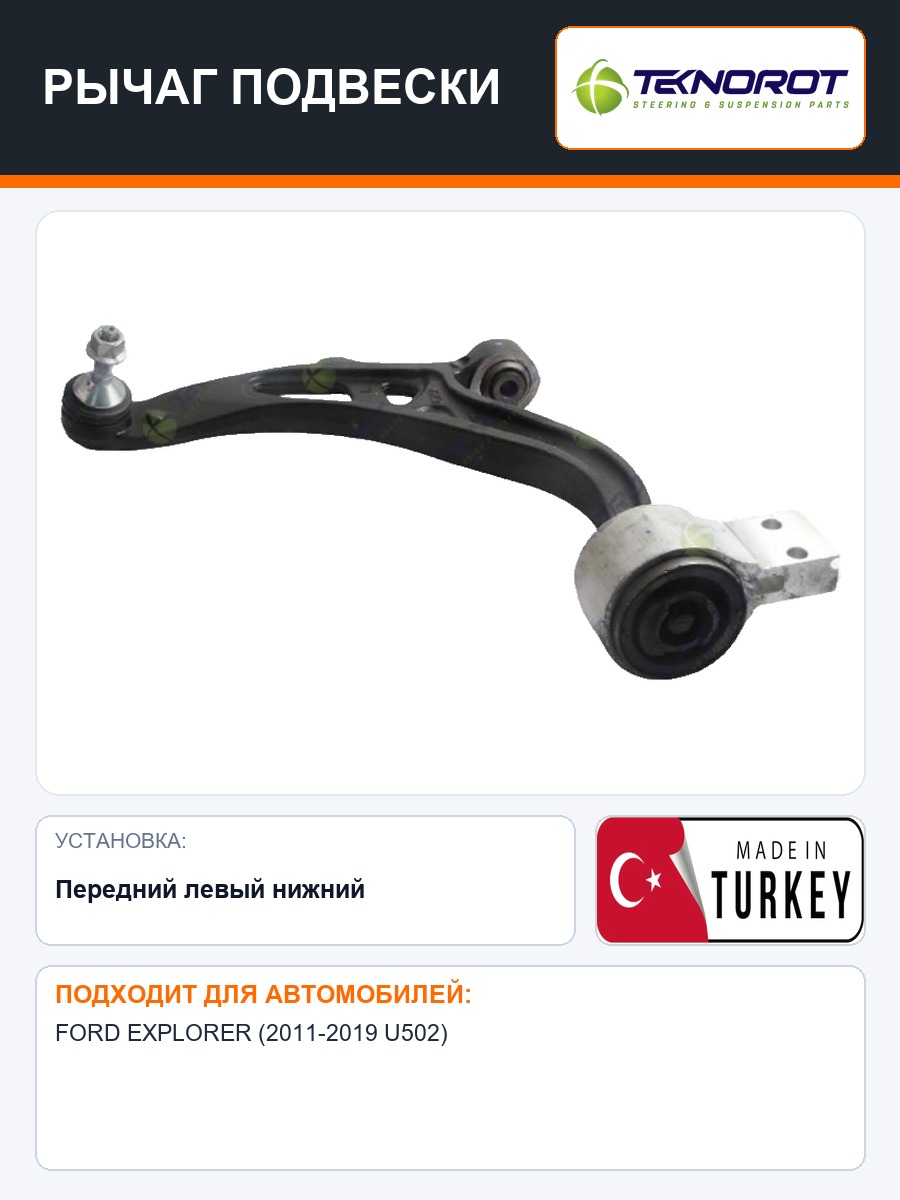 РЫЧАГ ПОДВЕСКИ
TEKNOROT
STEERING & SUSPENSION PARTS
УСТАНОВКА:
Передний левый нижний
MADE IN
TURKEY
ПОДХОДИТ ДЛЯ АВТОМОБИЛЕЙ:
FORD EXPLORER (2011-2019 U502)